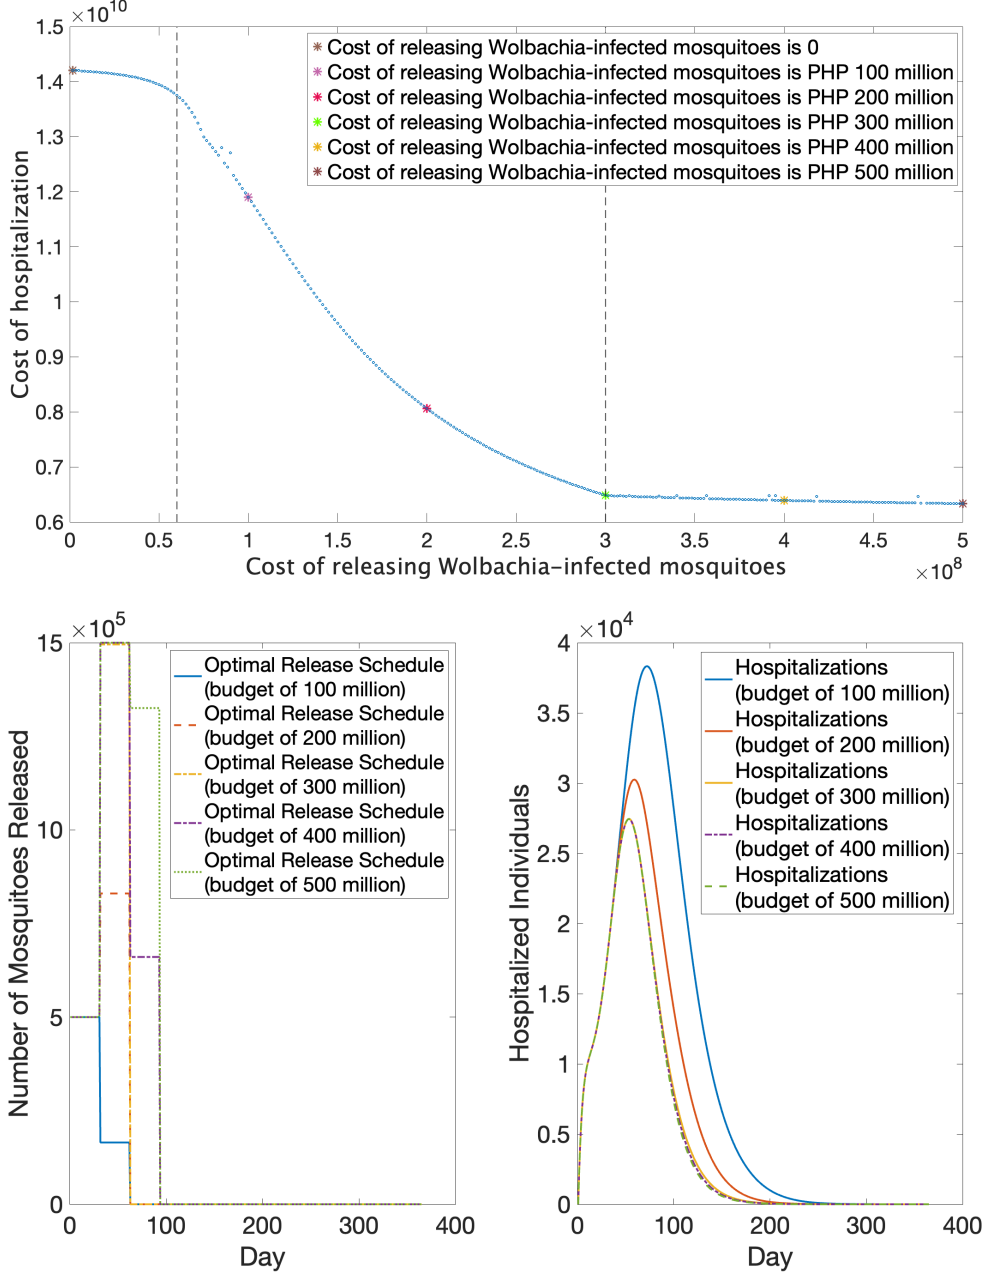 ×10^10
1.5
1.4
1.3
1.2
1.1
1
0.9
0.8
0.7
0.6
Cost of hospitalization
Cost of releasing Wolbachia-infected mosquitoes is 0
Cost of releasing Wolbachia-infected mosquitoes is PHP 100 million
Cost of releasing Wolbachia-infected mosquitoes is PHP 200 million
Cost of releasing Wolbachia-infected mosquitoes is PHP 300 million
Cost of releasing Wolbachia-infected mosquitoes is PHP 400 million
Cost of releasing Wolbachia-infected mosquitoes is PHP 500 million
0 0.5 1 1.5 2 2.5 3 3.5 4 4.5 5
Cost of releasing Wolbachia-infected mosquitoes
×10^8
×10^5
15
10
5
0
Number of Mosquitoes Released
Optimal Release Schedule
(budget of 100 million)
Optimal Release Schedule
(budget of 200 million)
Optimal Release Schedule
(budget of 300 million)
Optimal Release Schedule
(budget of 400 million)
Optimal Release Schedule
(budget of 500 million)
0 100 200 300 400
Day
×10^4
4
3.5
3
2.5
2
1.5
1
0.5
0
Hospitalized Individuals
Hospitalizations
(budget of 100 million)
Hospitalizations
(budget of 200 million)
Hospitalizations
(budget of 300 million)
Hospitalizations
(budget of 400 million)
Hospitalizations
(budget of 500 million)
0 100 200 300 400
Day